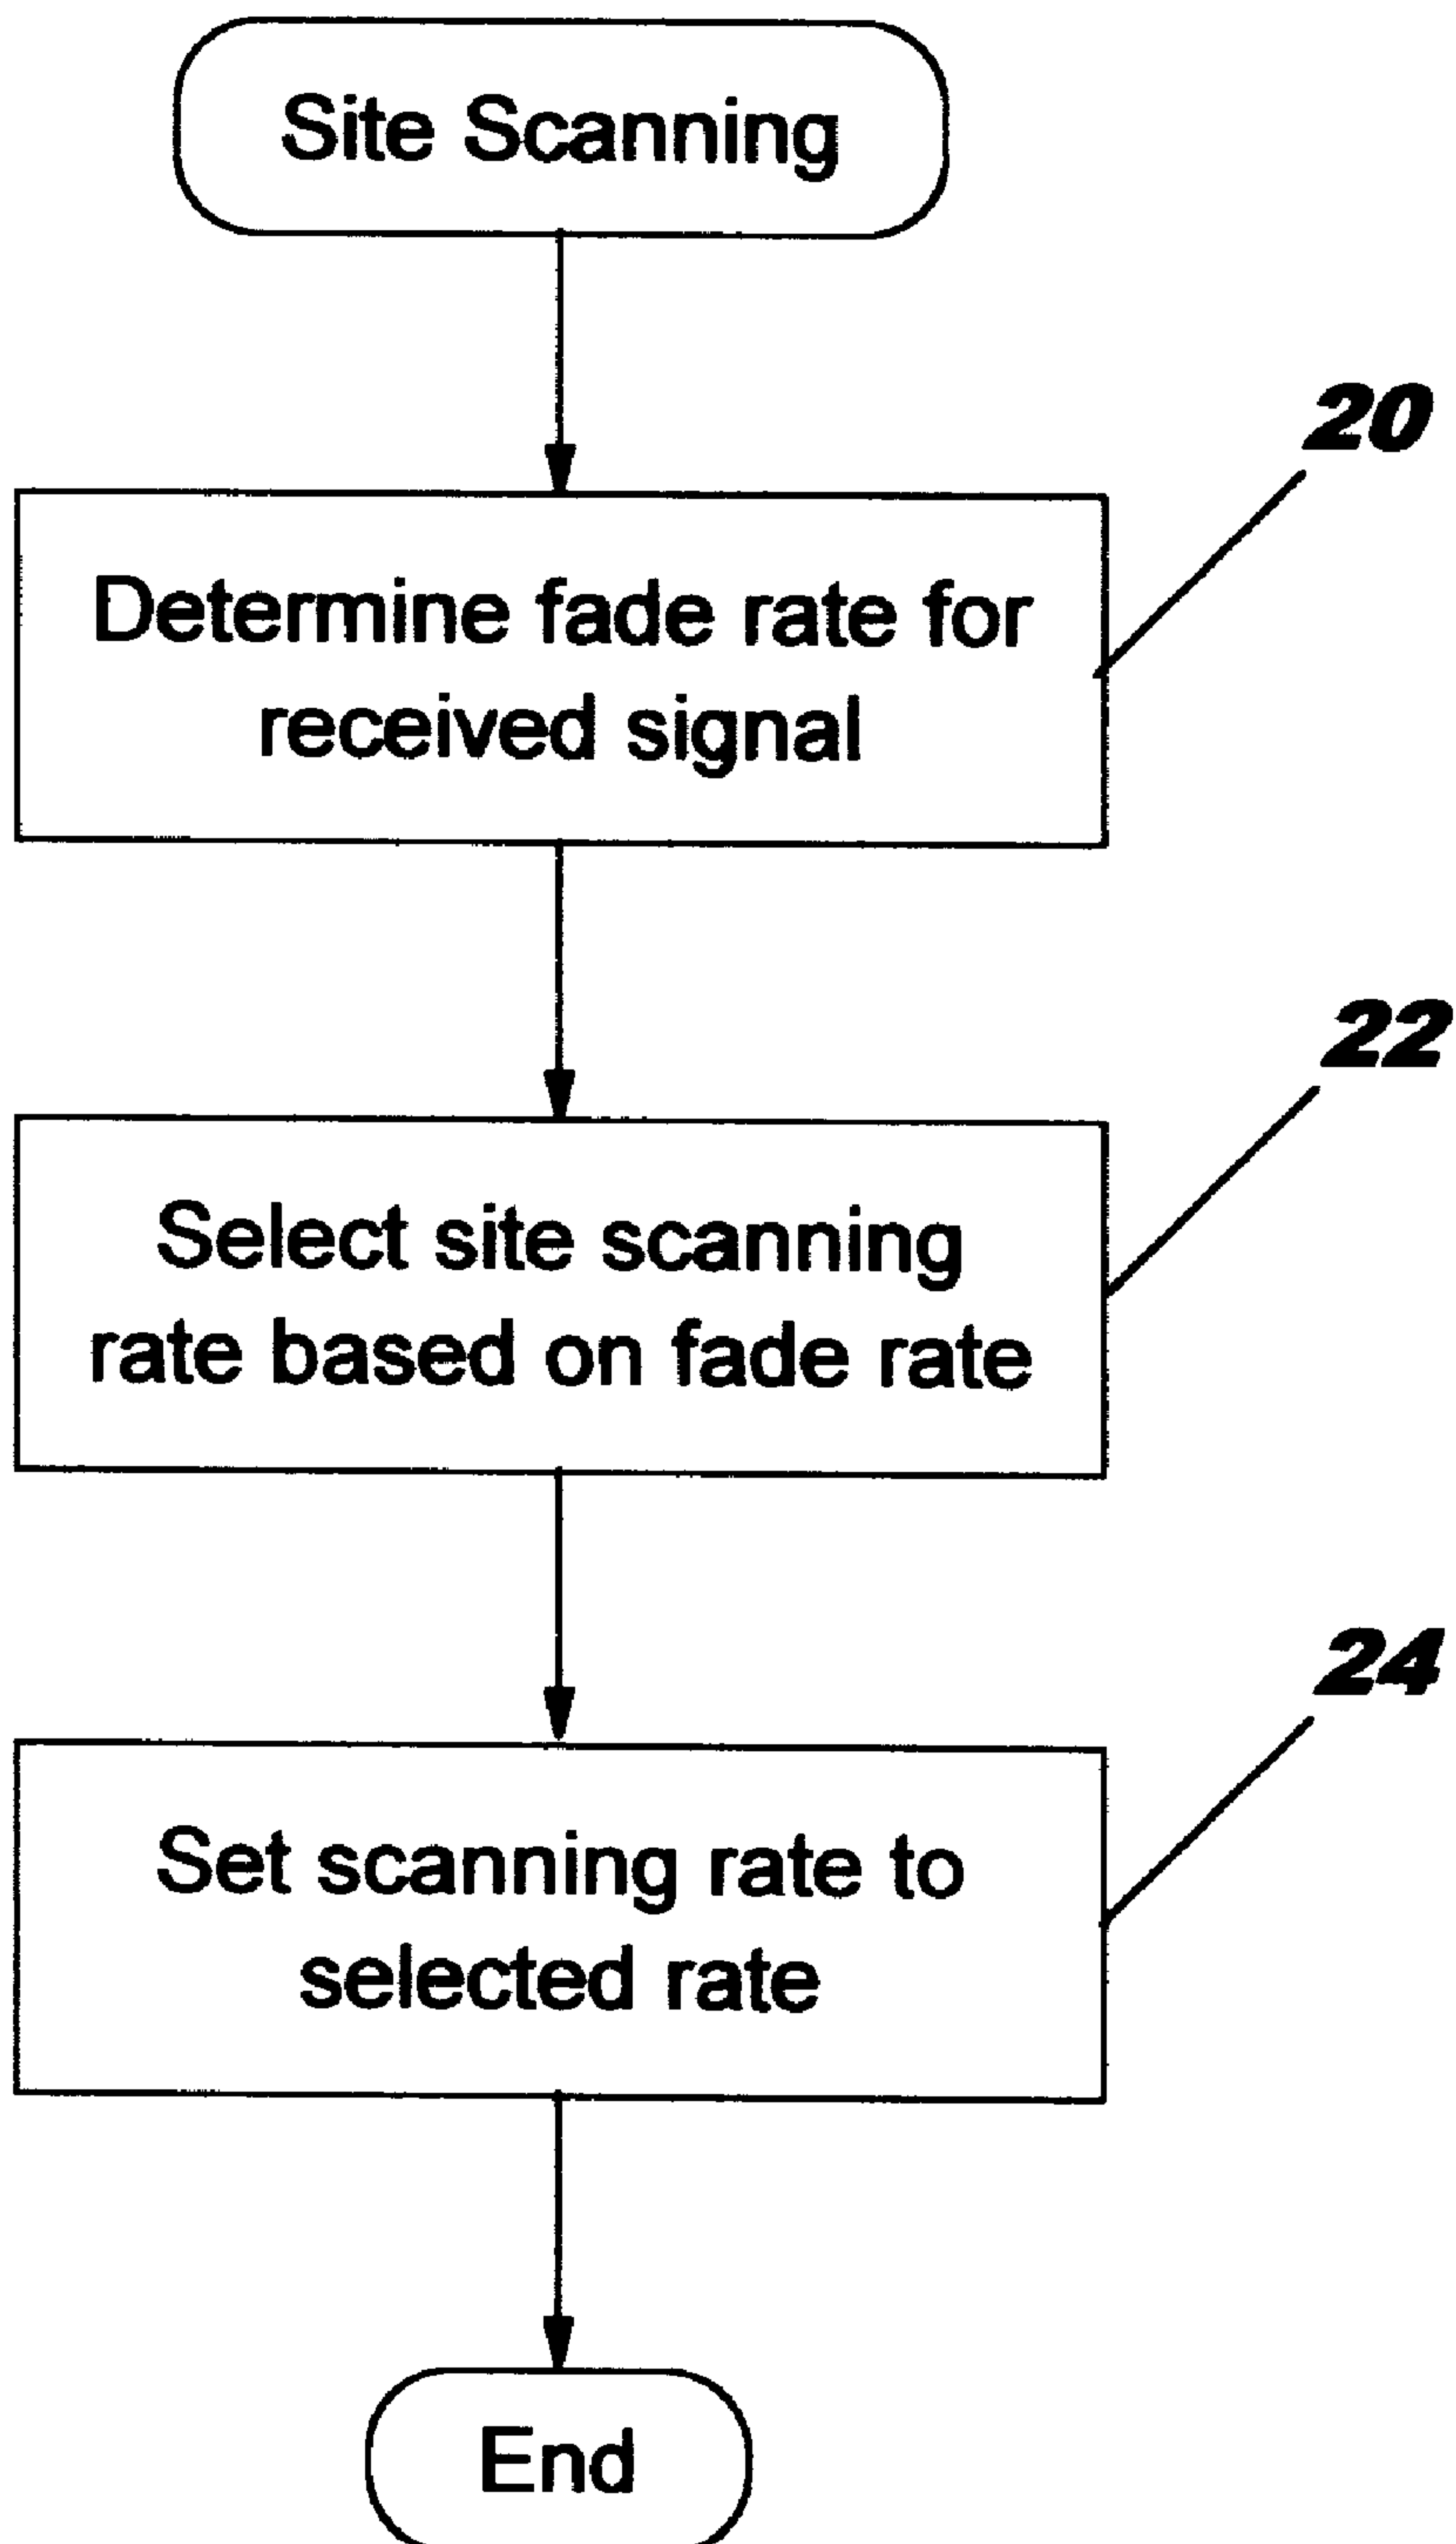 Site Scanning
20
Determine fade rate for
received signal
22
Select site scanning
rate based on fade rate
24
Set scanning rate to
selected rate
End